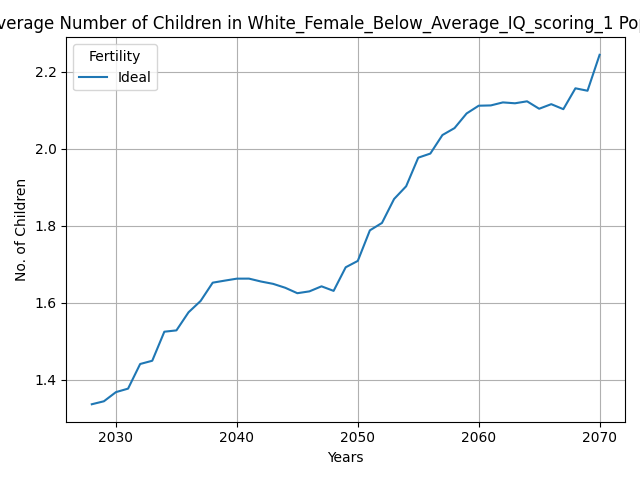 verage Number of Children in White_Female_Below_Average_IQ_scoring_1 Pop
Fertility
Ideal
2.2
2.0
1.8
1.6
1.4
No. of Children
2030 2040 2050 2060 2070
Years